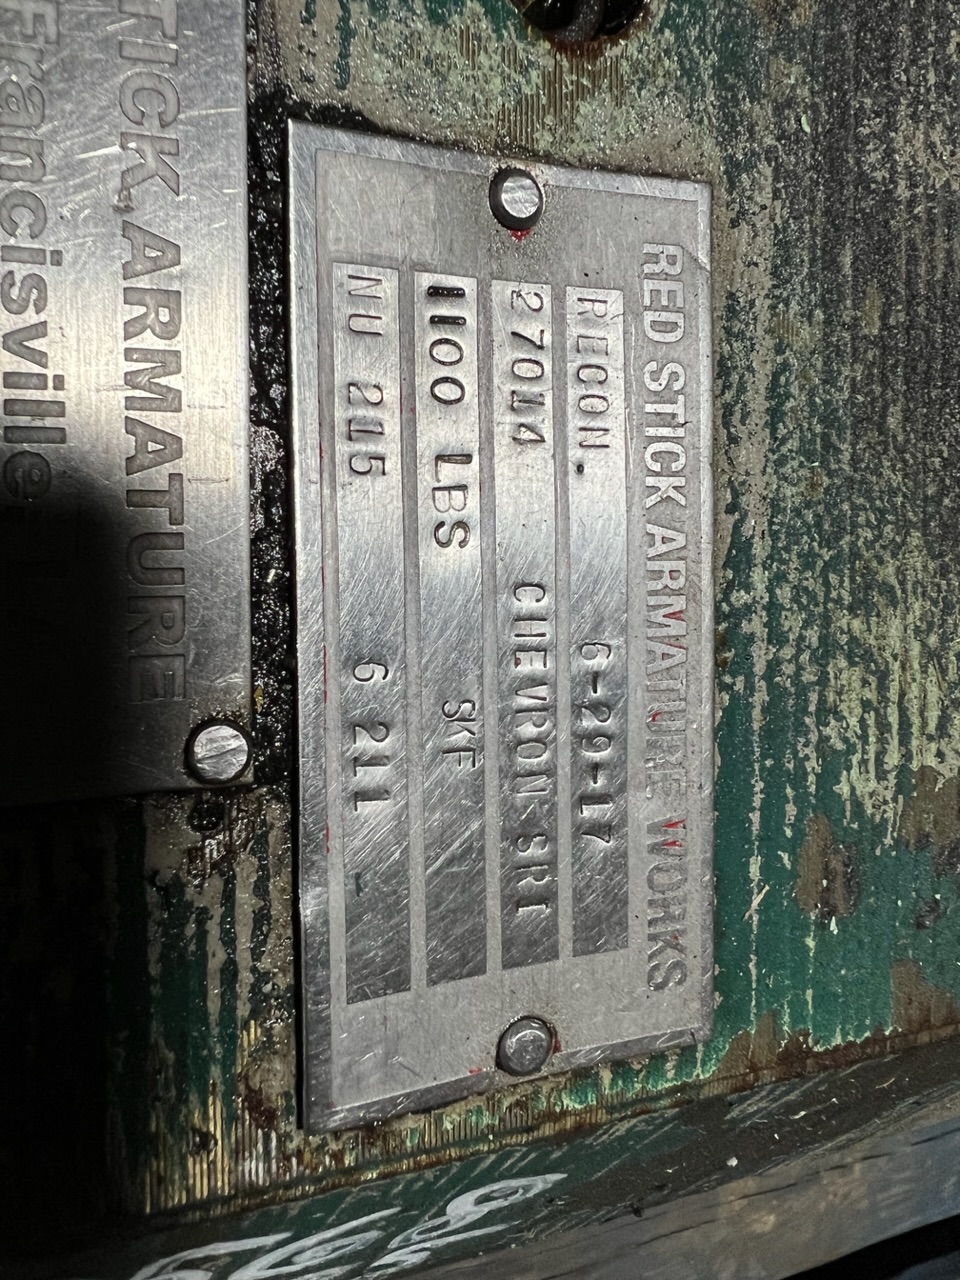 RED STICK ARMATURE WORKS
RECON. 6-29-17
27014 CHEVRON SRI
1100 LBS SKF
NU 215 6 211
TICK ARMATURE
Francisville